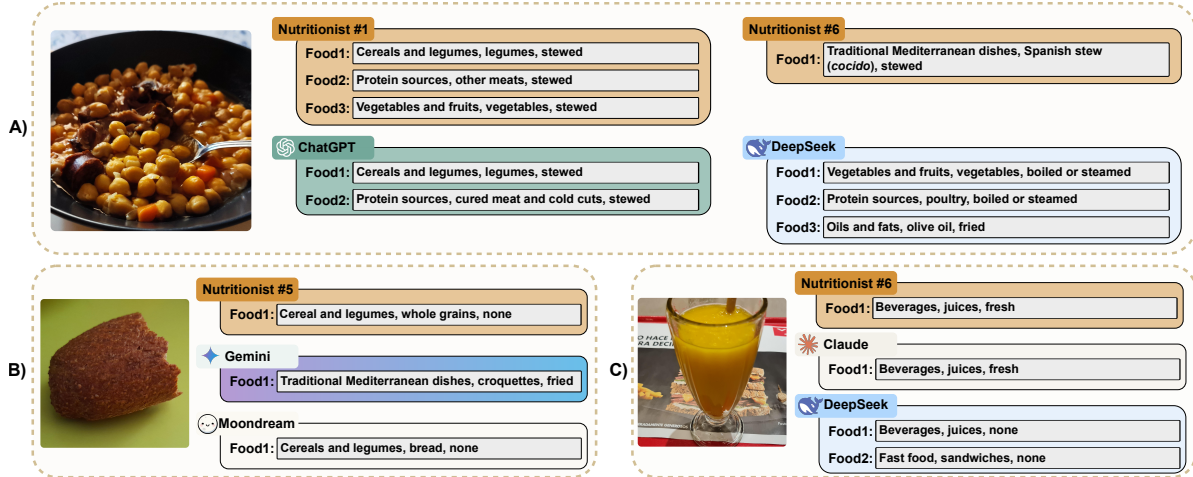 A)
Nutritionist #1
Food1: Cereals and legumes, legumes, stewed
Food2: Protein sources, other meats, stewed
Food3: Vegetables and fruits, vegetables, stewed
Nutritionist #6
Food1: Traditional Mediterranean dishes, Spanish stew
(cocido), stewed
ChatGPT
Food1: Cereals and legumes, legumes, stewed
Food2: Protein sources, cured meat and cold cuts, stewed
DeepSeek
Food1: Vegetables and fruits, vegetables, boiled or steamed
Food2: Protein sources, poultry, boiled or steamed
Food3: Oils and fats, olive oil, fried
B)
Nutritionist #5
Food1: Cereal and legumes, whole grains, none
Gemini
Food1: Traditional Mediterranean dishes, croquettes, fried
Moondream
Food1: Cereals and legumes, bread, none
C)
O HACE
RA DECI
Nutritionist #6
Food1: Beverages, juices, fresh
Claude
Food1: Beverages, juices, fresh
DeepSeek
Food1: Beverages, juices, none
Food2: Fast food, sandwiches, none